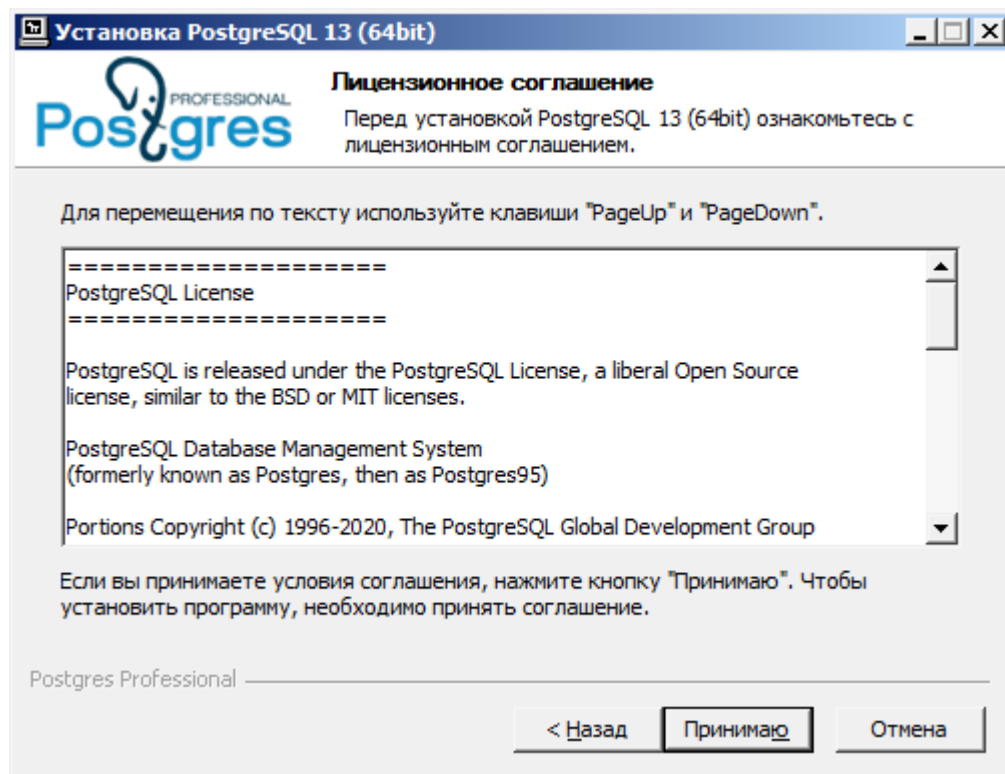 Установка PostgreSQL 13 (64bit)
PROFESSIONAL
Postgres
Лицензионное соглашение
Перед установкой PostgreSQL 13 (64bit) ознакомьтесь с
лицензионным соглашением.
Для перемещения по тексту используйте клавиши "PageUp" и "PageDown".
====================
PostgreSQL License
====================
PostgreSQL is released under the PostgreSQL License, a liberal Open Source
license, similar to the BSD or MIT licenses.
PostgreSQL Database Management System
(formerly known as Postgres, then as Postgres95)
Portions Copyright (c) 1996-2020, The PostgreSQL Global Development Group
Если вы принимаете условия соглашения, нажмите кнопку "Принимаю". Чтобы
установить программу, необходимо принять соглашение.
Postgres Professional
< Назад Принимаю Отмена